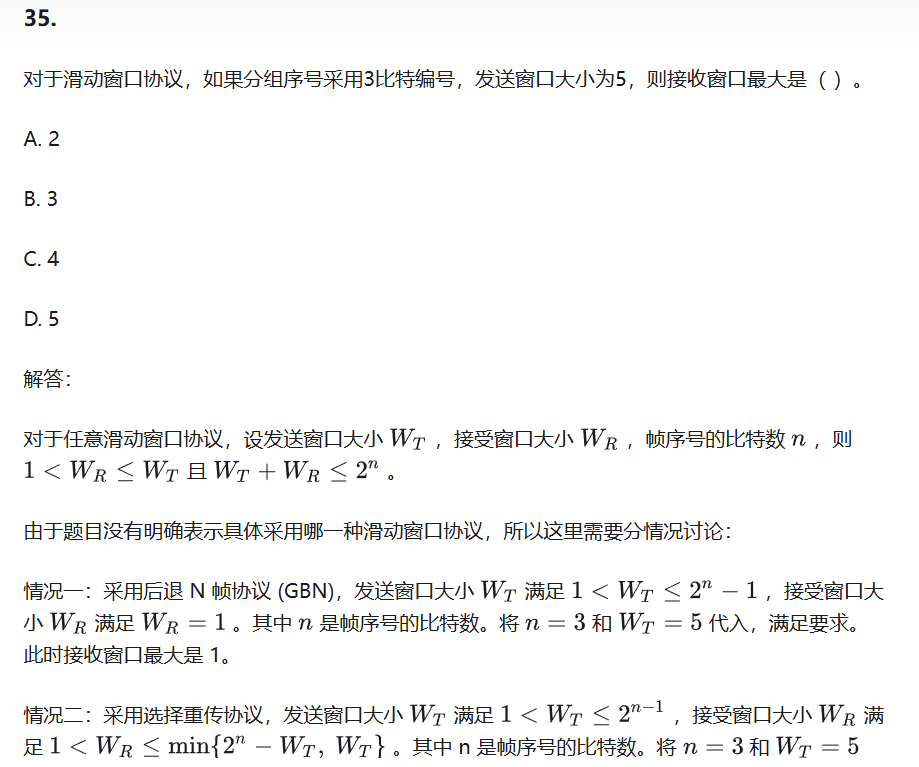 35.
对于滑动窗口协议，如果分组序号采用3比特编号，发送窗口大小为5，则接收窗口最大是（ ）。
A. 2
B. 3
C. 4
D. 5
解答：
对于任意滑动窗口协议，设发送窗口大小 $W_T$ ，接受窗口大小 $W_R$ ，帧序号的比特数 $n$ ，则
$1 < W_R \leq W_T$ 且 $W_T + W_R \leq 2^n$ 。
由于题目没有明确表示具体采用哪一种滑动窗口协议，所以这里需要分情况讨论：
情况一：采用后退 N 帧协议 (GBN)，发送窗口大小 $W_T$ 满足 $1 < W_T \leq 2^n - 1$ ，接受窗口大
小 $W_R$ 满足 $W_R = 1$ 。其中 $n$ 是帧序号的比特数。将 $n = 3$ 和 $W_T = 5$ 代入，满足要求。
此时接收窗口最大是 1。
情况二：采用选择重传协议，发送窗口大小 $W_T$ 满足 $1 < W_T \leq 2^{n-1}$ ，接受窗口大小 $W_R$ 满
足 $1 < W_R \leq \min\{2^n - W_T, W_T\}$ 。其中 n 是帧序号的比特数。将 $n = 3$ 和 $W_T = 5$